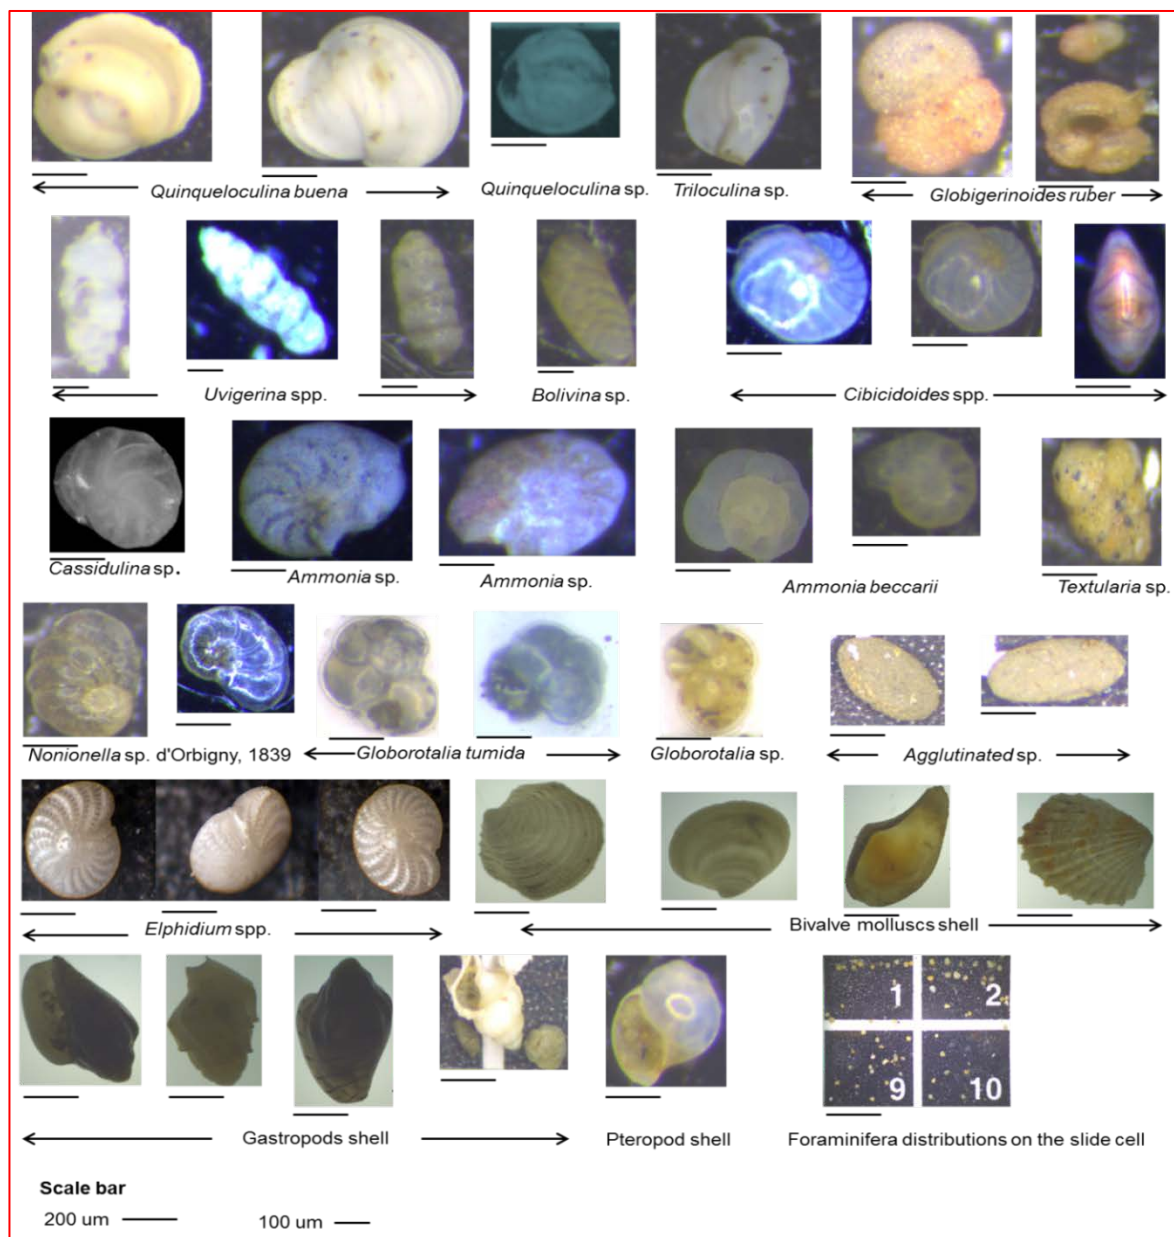 Quinqueloculina buena
Quinqueloculina sp.
Triloculina sp.
Globigerinoides ruber
Uvigerina spp.
Bolivina sp.
Cibicidoides spp.
Cassidulina sp.
Ammonia sp.
Ammonia sp.
Ammonia beccarii
Textularia sp.
Nonionella sp. d'Orbigny, 1839
Globorotalia tumida
Globorotalia sp.
Agglutinated sp.
Elphidium spp.
Bivalve molluscs shell
1
2
9
10
Gastropods shell
Pteropod shell
Foraminifera distributions on the slide cell
Scale bar
200 um
100 um